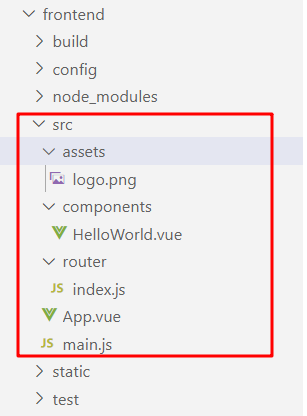 frontend
build
config
node_modules
src
assets
logo.png
components
HelloWorld.vue
router
JS index.js
App.vue
JS main.js
static
test